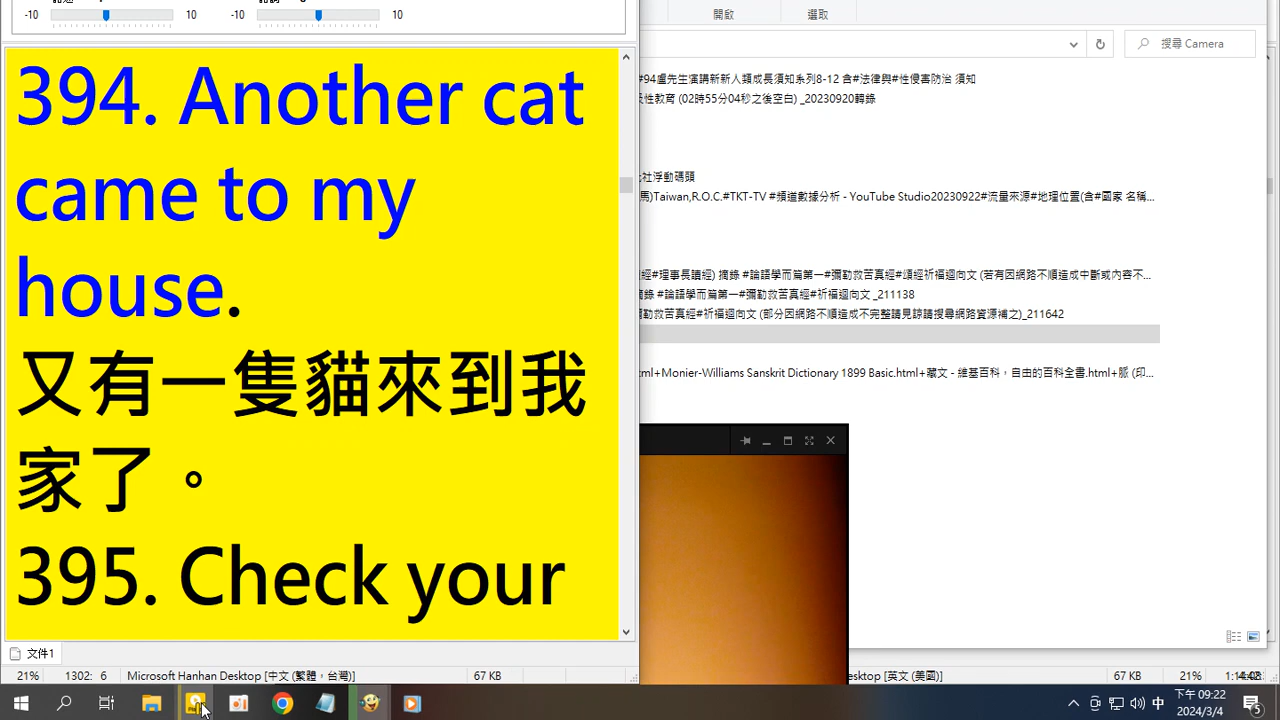 -10
10
-10
10
開啟
選取
搜尋 Camera
394. Another cat
came to my
house.
又有一隻貓來到我
家了。
395. Check your
#94盧先生演講新新人類成長須知系列8-12 含#法律與#性侵害防治 須知
性教育 (02時55分04秒之後空白) _20230920轉錄
社浮動碼頭
馬)Taiwan,R.O.C.#TKT-TV #頻道數據分析 - YouTube Studio20230922#流量來源#地理位置(含#國家 名稱...
經#理事長讀經) 摘錄 #論語學而篇第一#彌勒救苦真經#頌經祈福迴向文 (若有因網路不順造成中斷或內容不...
摘錄 #論語學而篇第一#彌勒救苦真經#祈福迴向文 _211138
勒救苦真經#祈福迴向文 (部分因網路不順造成不完整請見諒請搜尋網路資源補之)_211642
ml+Monier-Williams Sanskrit Dictionary 1899 Basic.html+藏文 - 維基百科，自由的百科全書.html+脈 (印...
文件1
21%
1302: 6
Microsoft Hanhan Desktop [中文 (繁體，台灣)]
67 KB
esktop [英文 (美國)]
67 KB
21%
中
下午 09:22
2024/3/4
5